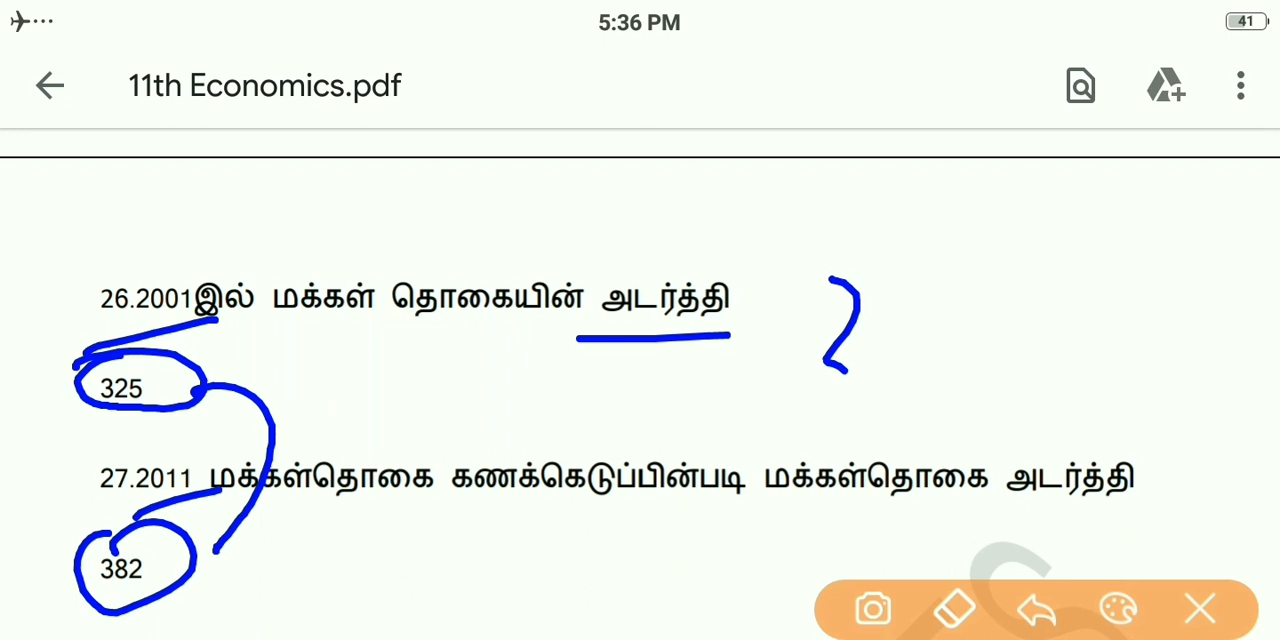 5:36 PM
41
11th Economics.pdf
26.2001இல் மக்கள் தொகையின் அடர்த்தி
325
27.2011 மக்கள்தொகை கணக்கெடுப்பின்படி மக்கள்தொகை அடர்த்தி
382